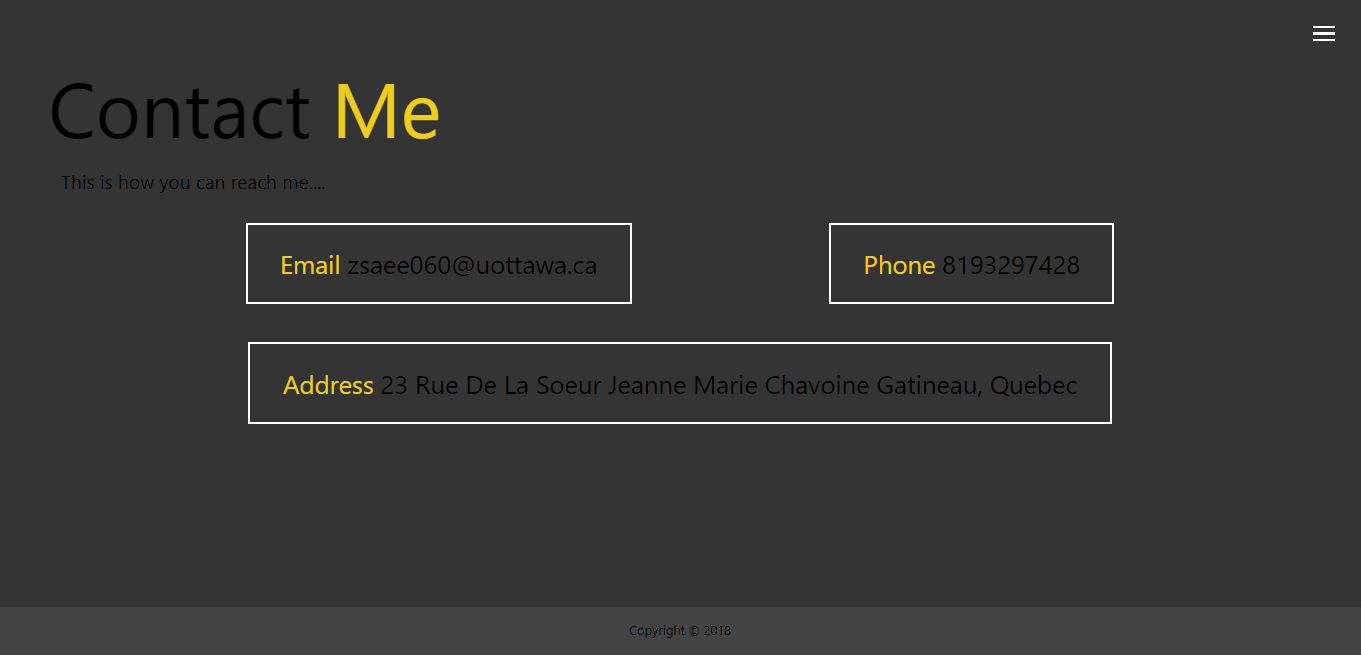 Contact Me
This is how you can reach me....
Email zsaee060@uottawa.ca
Phone 8193297428
Address 23 Rue De La Soeur Jeanne Marie Chavoine Gatineau, Quebec
Copyright © 2018